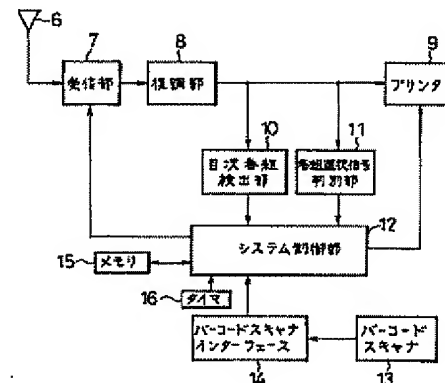 6
7
8
9
受信部
復調部
プリンタ
10
11
目次番組
検出部
番組選択信号
判別部
12
システム制御部
15
メモリ
16
タイマ
バーコードスキャナ
インターフェース
バーコード
スキャナ
14
13